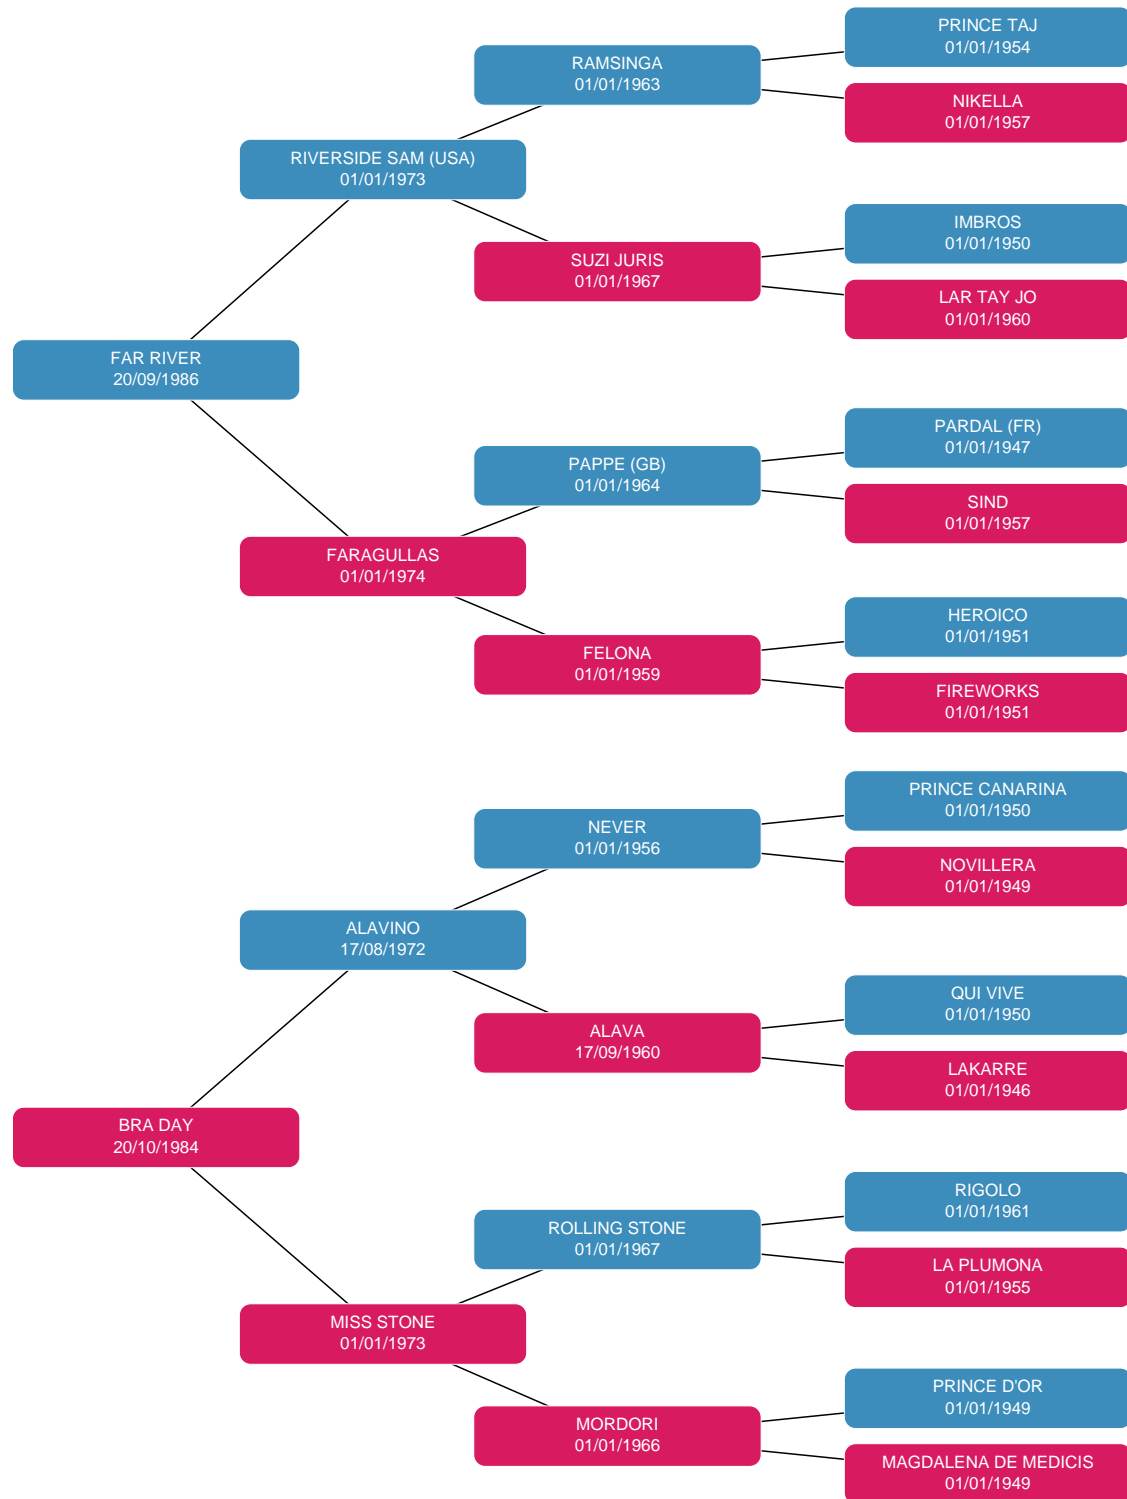 PRINCE TAJ
01/01/1954
RAMSINGA
01/01/1963
NIKELLA
01/01/1957
RIVERSIDE SAM (USA)
01/01/1973
IMBROS
01/01/1950
SUZI JURIS
01/01/1967
LAR TAY JO
01/01/1960
FAR RIVER
20/09/1986
PARDAL (FR)
01/01/1947
PAPPE (GB)
01/01/1964
SIND
01/01/1957
FARAGULLAS
01/01/1974
HEROICO
01/01/1951
FELONA
01/01/1959
FIREWORKS
01/01/1951
PRINCE CANARINA
01/01/1950
NEVER
01/01/1956
NOVILLERA
01/01/1949
ALAVINO
17/08/1972
QUI VIVE
01/01/1950
ALAVA
17/09/1960
LAKARRE
01/01/1946
BRA DAY
20/10/1984
RIGOLO
01/01/1961
ROLLING STONE
01/01/1967
LA PLUMONA
01/01/1955
MISS STONE
01/01/1973
PRINCE D'OR
01/01/1949
MORDORI
01/01/1966
MAGDALENA DE MEDICIS
01/01/1949